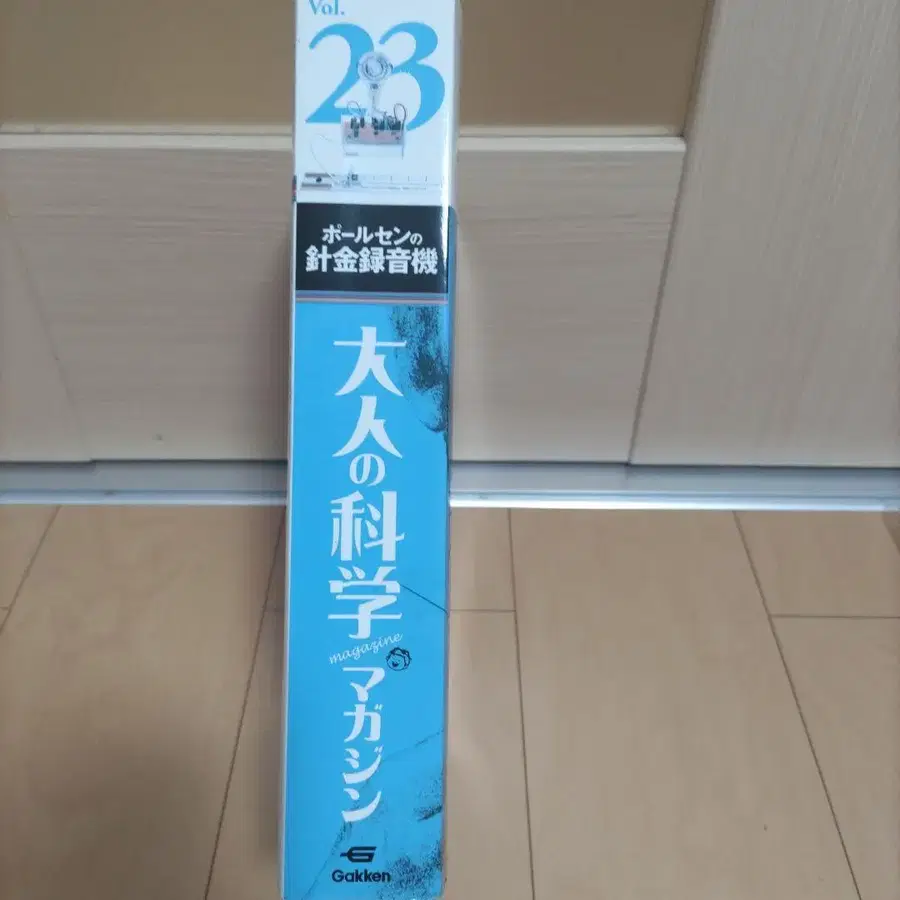 Vol.
23
ポールセンの
針金録音機
大人の科学
magazine
マガジン
Gakken